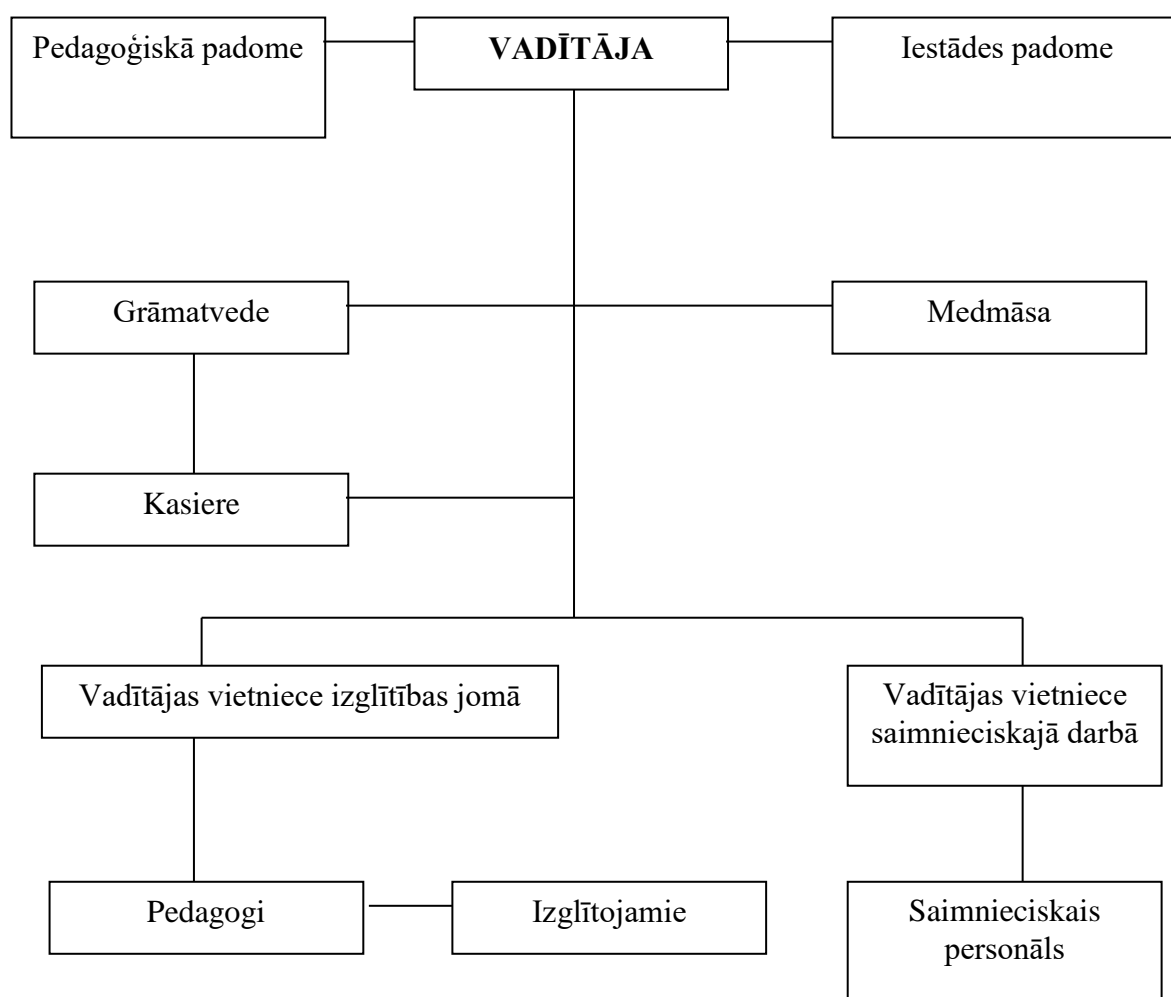 Pedagoģiskā padome
VADĪTĀJA
Iestādes padome
Grāmatvede
Medmāsa
Kasiere
Vadītājas vietniece izglītības jomā
Vadītājas vietniece
saimnieciskajā darbā
Pedagogi
Izglītojamie
Saimnieciskais
personāls